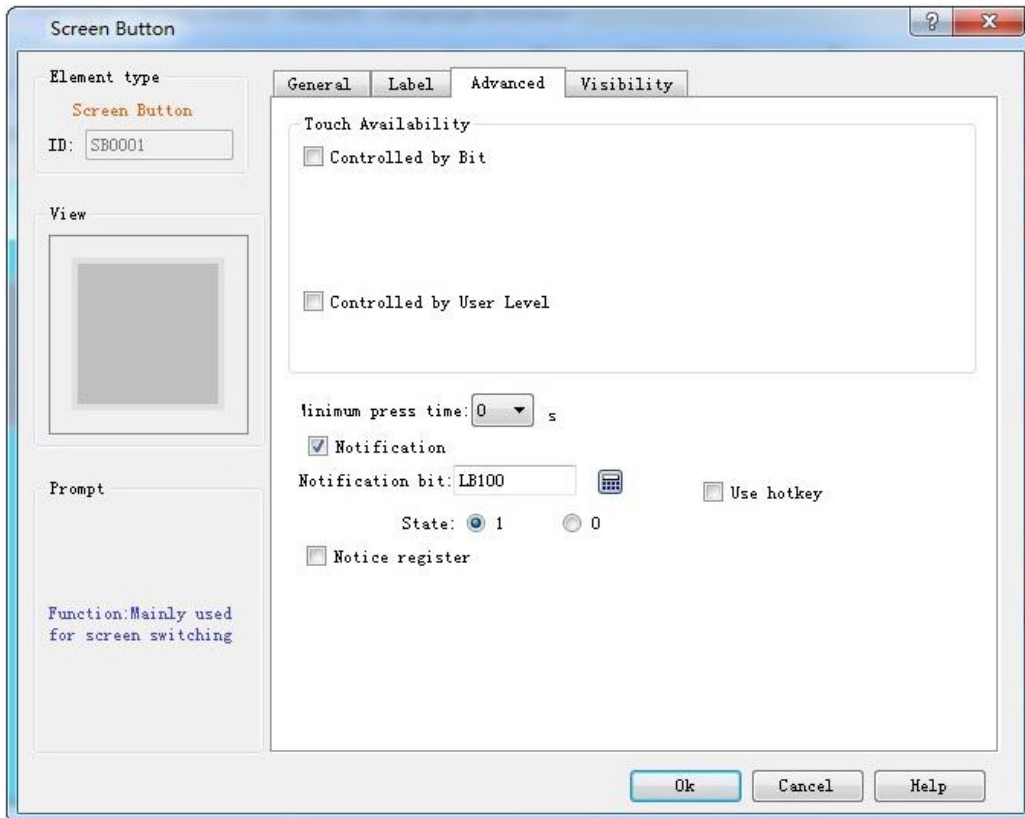 Screen Button
Element type
Screen Button
ID: SB0001
View
Prompt
Function:Mainly used
for screen switching
General Label Advanced Visibility
Touch Availability
Controlled by Bit
Controlled by User Level
Minimum press time: 0 s
Notification
Notification bit: LB100
Use hotkey
State: 1 0
Notice register
Ok Cancel Help